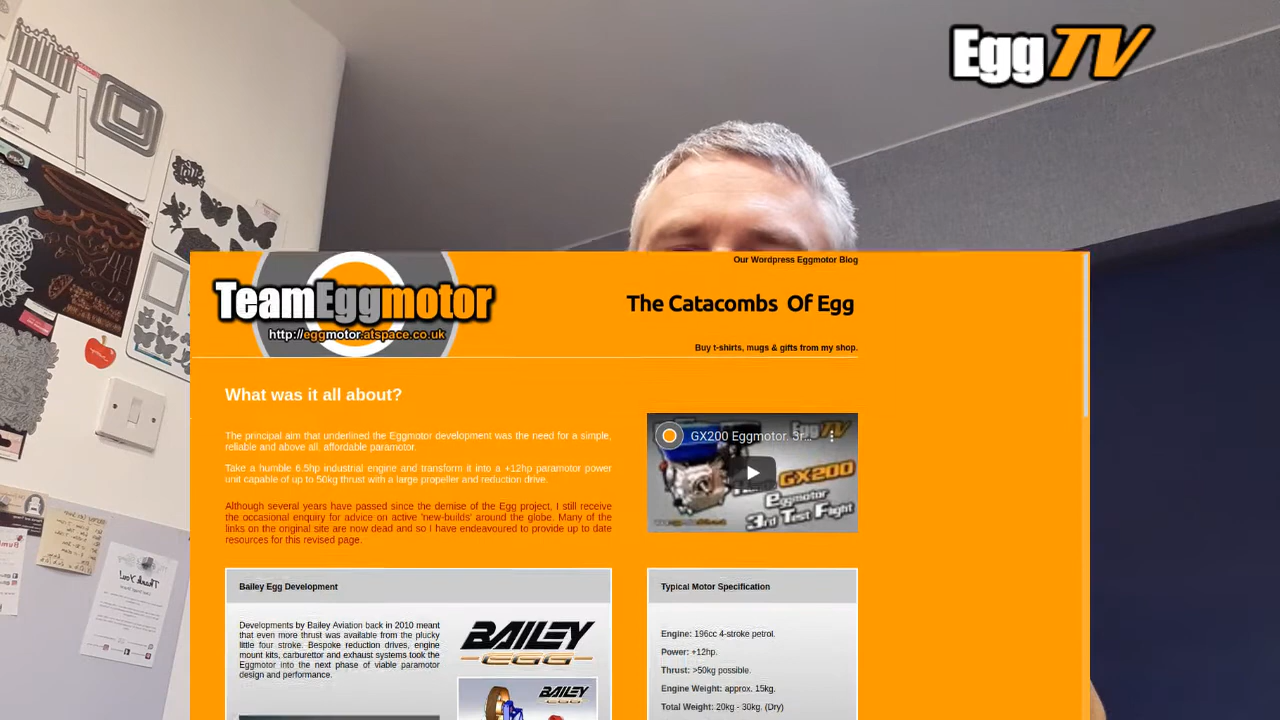 EggTV
Our Wordpress Eggmotor Blog
TeamEggmotor
http://eggmotor.atspace.co.uk
The Catacombs Of Egg
Buy t-shirts, mugs & gifts from my shop.
What was it all about?
The principal aim that underlined the Eggmotor development was the need for a simple,
reliable and above all, affordable paramotor.
Take a humble 6.5hp industrial engine and transform it into a +12hp paramotor power
unit capable of up to 50kg thrust with a large propeller and reduction drive.
Although several years have passed since the demise of the Egg project, I still receive
the occasional enquiry for advice on active 'new-builds' around the globe. Many of the
links on the original site are now dead and so I have endeavoured to provide up to date
resources for this revised page.
GX200 Eggmotor. 3r...
EggTV
GX200
eggmotor
3rd Test Flight
Bailey Egg Development
Developments by Bailey Aviation back in 2010 meant
that even more thrust was available from the plucky
little four stroke. Bespoke reduction drives, engine
mount kits, carburettor and exhaust systems took the
Eggmotor into the next phase of viable paramotor
design and performance.
BAILEY
EGG
BAILEY
EGG
Typical Motor Specification
Engine: 196cc 4-stroke petrol.
Power: +12hp.
Thrust: >50kg possible.
Engine Weight: approx. 15kg.
Total Weight: 20kg - 30kg. (Dry)
Thank You!